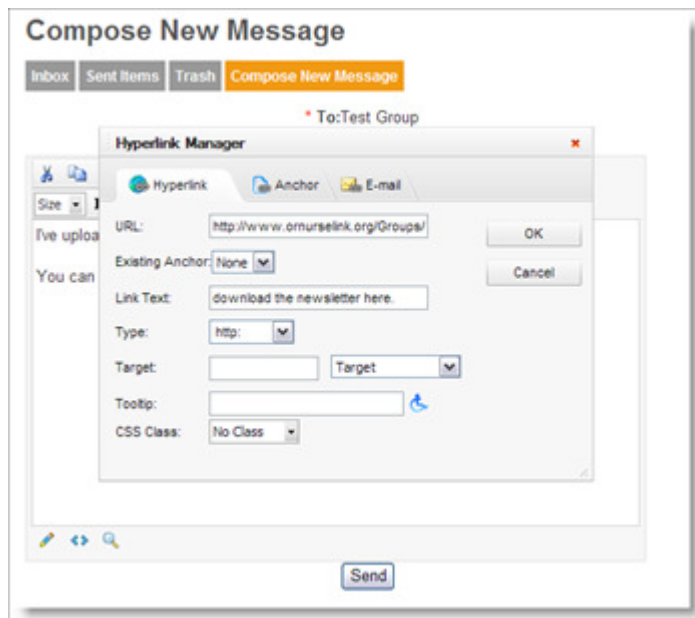 Compose New Message
Inbox Sent Items Trash Compose New Message
* To:Test Group
Hyperlink Manager
Hyperlink Anchor E-mail
Size
URL: http://www.ornurselink.org/Groups/ OK
I've uploa
Existing Anchor: None Cancel
You can
Link Text: download the newsletter here.
Type: http:
Target: Target
Tooltip:
CSS Class: No Class
Send